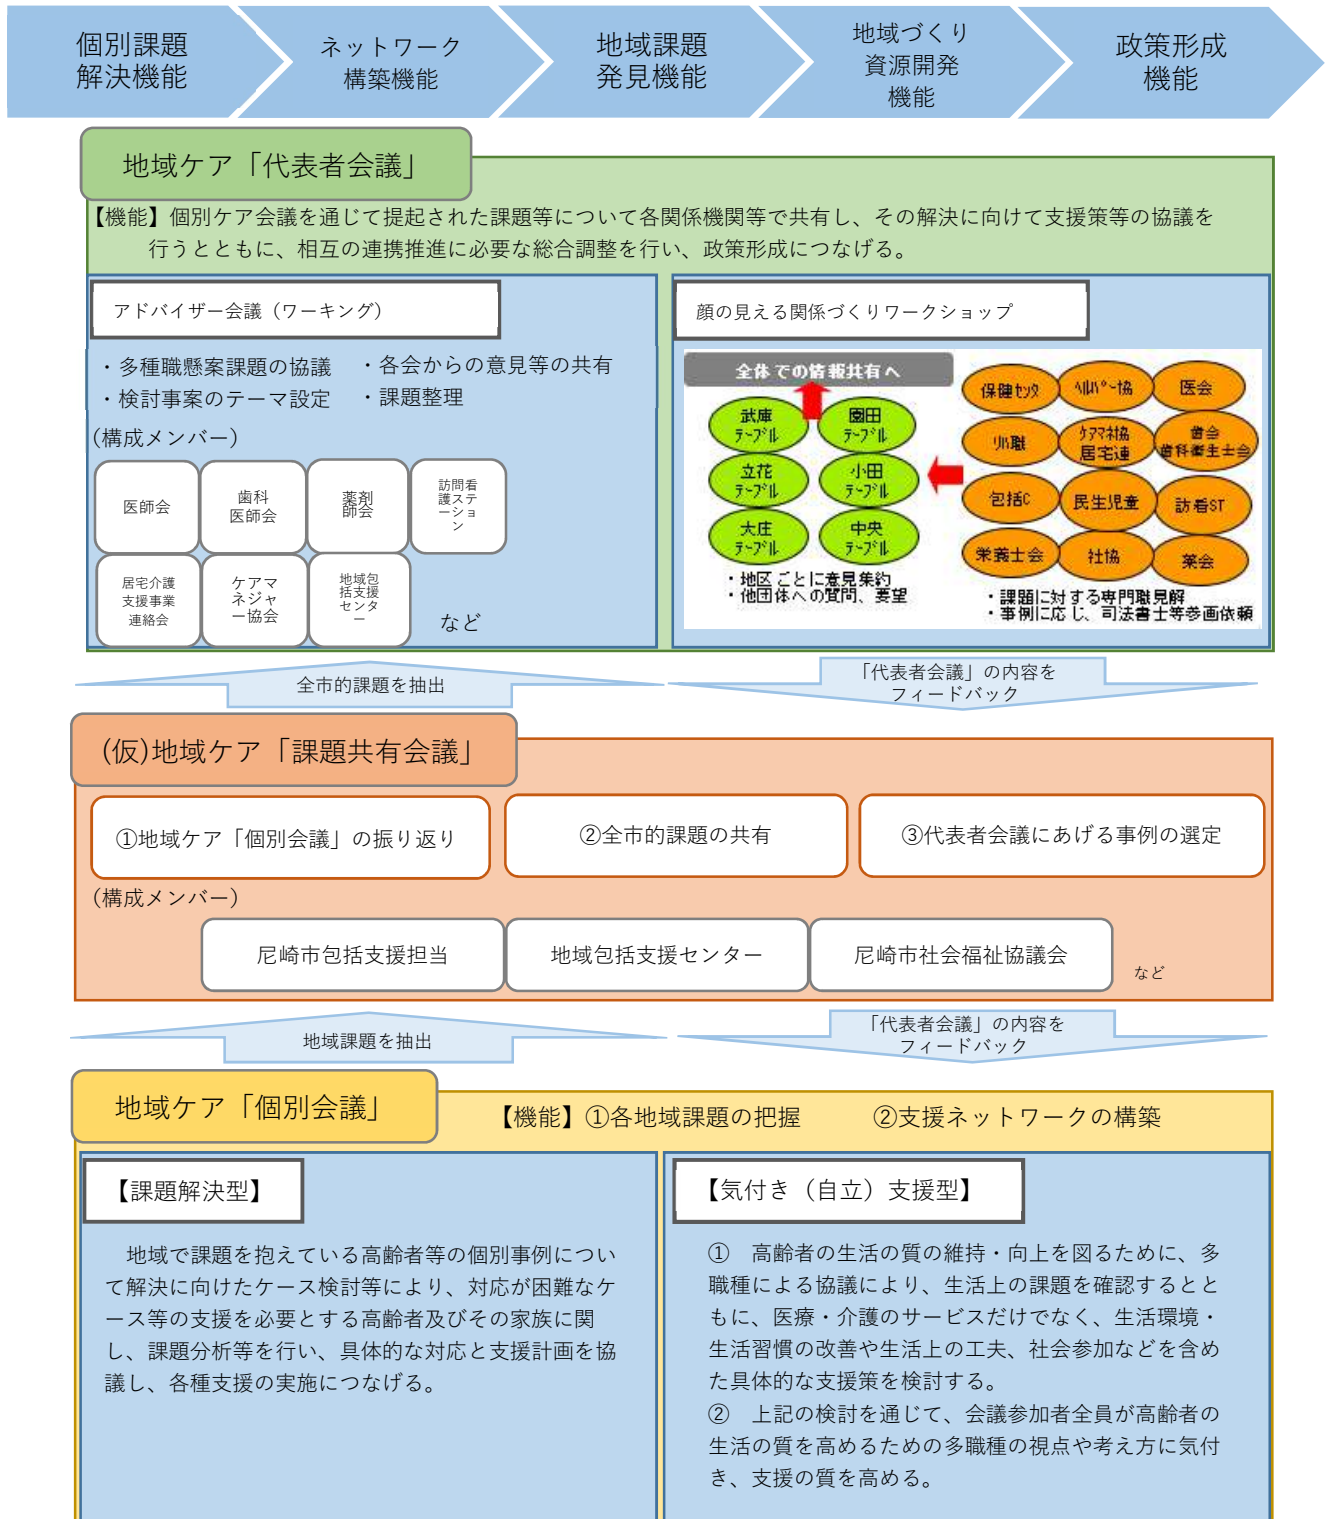 個別課題
解決機能
ネットワーク
構築機能
地域課題
発見機能
地域づくり
資源開発
機能
政策形成
機能
地域ケア「代表者会議」
【機能】個別ケア会議を通じて提起された課題等について各関係機関等で共有し、その解決に向けて支援策等の協議を
行うとともに、相互の連携推進に必要な総合調整を行い、政策形成につなげる。
アドバイザー会議（ワーキング）
・多種職懸案課題の協議
・各会からの意見等の共有
・検討事案のテーマ設定
・課題整理
(構成メンバー)
医師会
歯科
医師会
薬剤
師会
訪問看
護ステ
ーショ
ン
居宅介護
支援事業
連絡会
ケアマ
ネジャ
ー協会
地域包
括支援
センタ
ー
など
顔の見える関係づくりワークショップ
全体での情報共有へ
武庫
ﾃｰﾌﾞﾙ
園田
ﾃｰﾌﾞﾙ
立花
ﾃｰﾌﾞﾙ
小田
ﾃｰﾌﾞﾙ
大庄
ﾃｰﾌﾞﾙ
中央
ﾃｰﾌﾞﾙ
・地区ごとに意見集約
・他団体への質問、要望
保健ｾﾝﾀ
ﾍﾙﾊﾟｰ協
医会
ﾘﾊ職
ｹｱﾏﾈ協
居宅連
歯会
歯科衛生士会
包括C
民生児童
訪看ST
栄養士会
社協
薬会
・課題に対する専門職見解
・事例に応じ、司法書士等参画依頼
全市的課題を抽出
「代表者会議」の内容を
フィードバック
(仮)地域ケア「課題共有会議」
①地域ケア「個別会議」の振り返り
②全市的課題の共有
③代表者会議にあげる事例の選定
(構成メンバー)
尼崎市包括支援担当
地域包括支援センター
尼崎市社会福祉協議会
など
地域課題を抽出
「代表者会議」の内容を
フィードバック
地域ケア「個別会議」
【機能】①各地域課題の把握　　②支援ネットワークの構築
【課題解決型】
地域で課題を抱えている高齢者等の個別事例につい
て解決に向けたケース検討等により、対応が困難なケ
ース等の支援を必要とする高齢者及びその家族に関
し、課題分析等を行い、具体的な対応と支援計画を協
議し、各種支援の実施につなげる。
【気付き（自立）支援型】
①　高齢者の生活の質の維持・向上を図るために、多
職種による協議により、生活上の課題を確認するとと
もに、医療・介護のサービスだけでなく、生活環境・
生活習慣の改善や生活上の工夫、社会参加などを含め
た具体的な支援策を検討する。
②　上記の検討を通じて、会議参加者全員が高齢者の
生活の質を高めるための多職種の視点や考え方に気付
き、支援の質を高める。